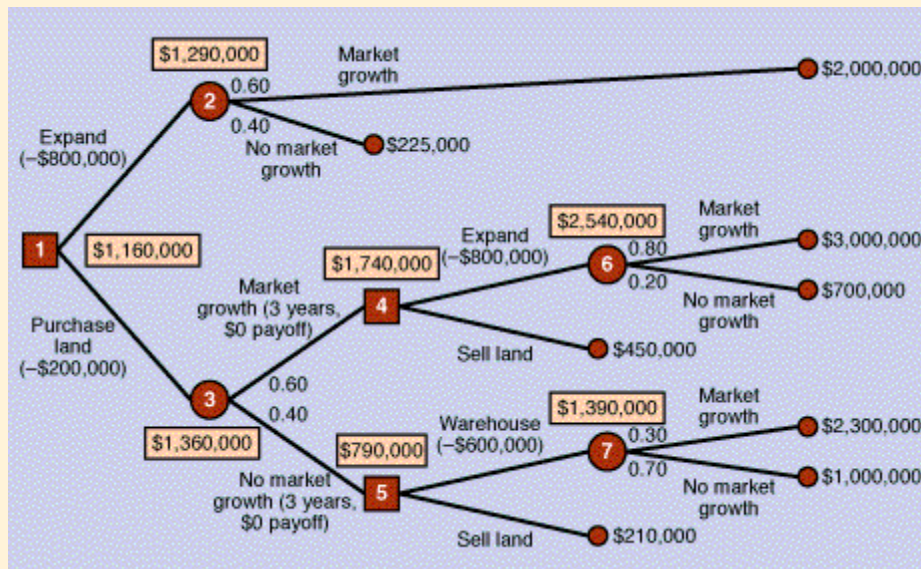 $1,290,000
Market
growth
$2,000,000
0.60
2
0.40
No market
growth
$225,000
Expand
(–$800,000)
1
$1,160,000
Purchase
land
(–$200,000)
Market
growth (3 years,
$0 payoff)
$1,740,000
4
Expand
(–$800,000)
$2,540,000
6
0.80
0.20
Market
growth
$3,000,000
$700,000
No market
growth
Sell land
$450,000
3
0.60
0.40
$1,360,000
No market
growth (3 years,
$0 payoff)
$790,000
5
Warehouse
(–$600,000)
$1,390,000
7
0.30
0.70
Market
growth
$2,300,000
$1,000,000
No market
growth
Sell land
$210,000